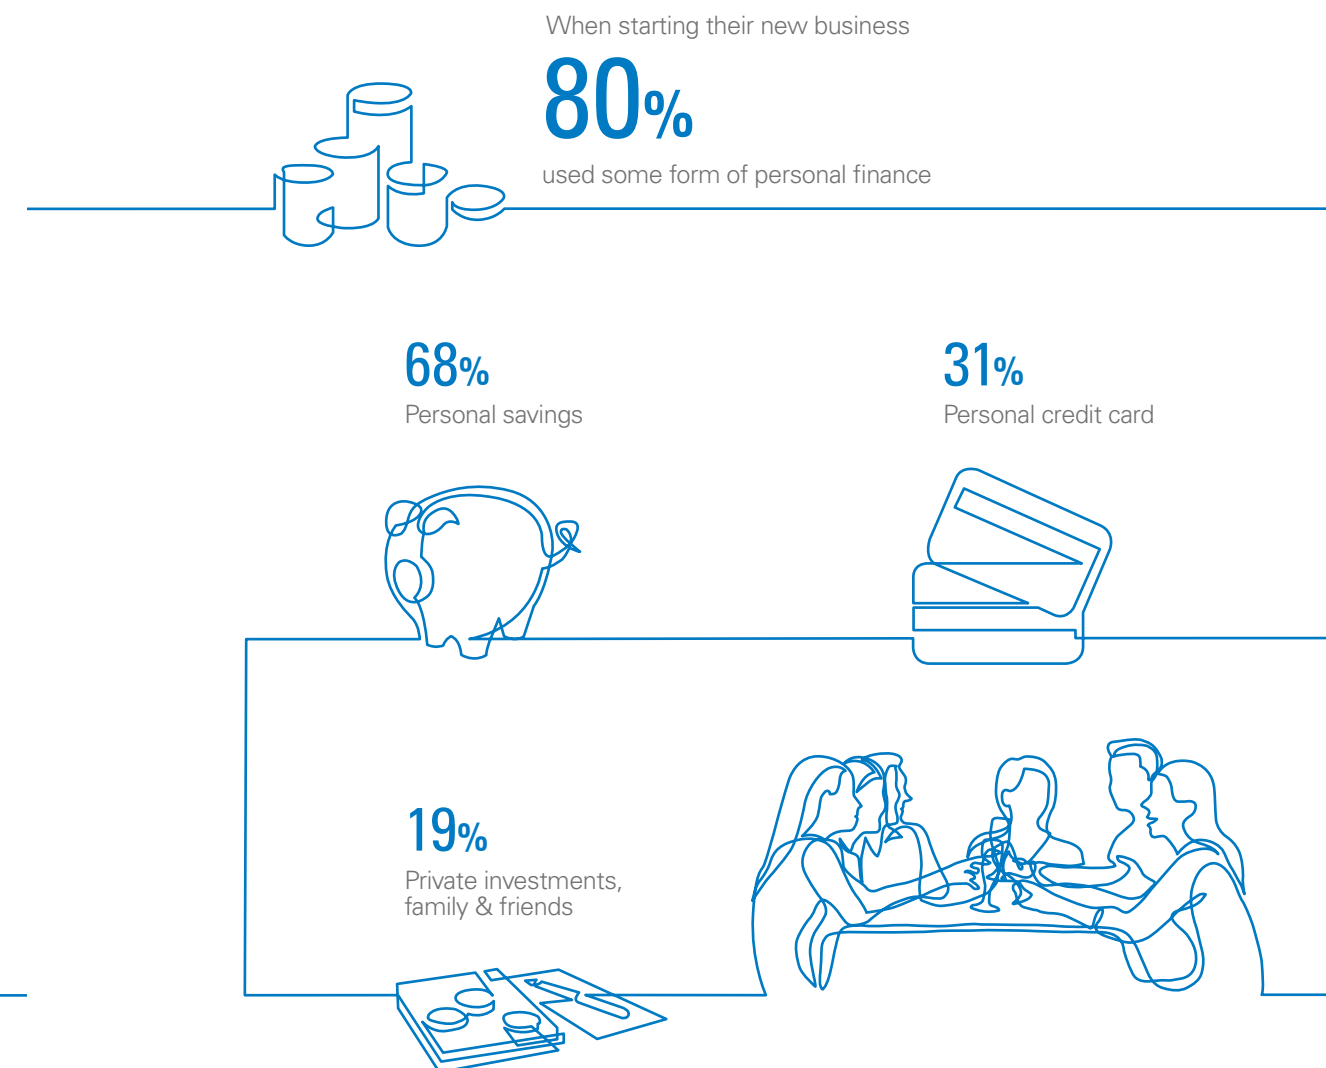 When starting their new business
80%
used some form of personal finance
68%
Personal savings
31%
Personal credit card
19%
Private investments,
family & friends